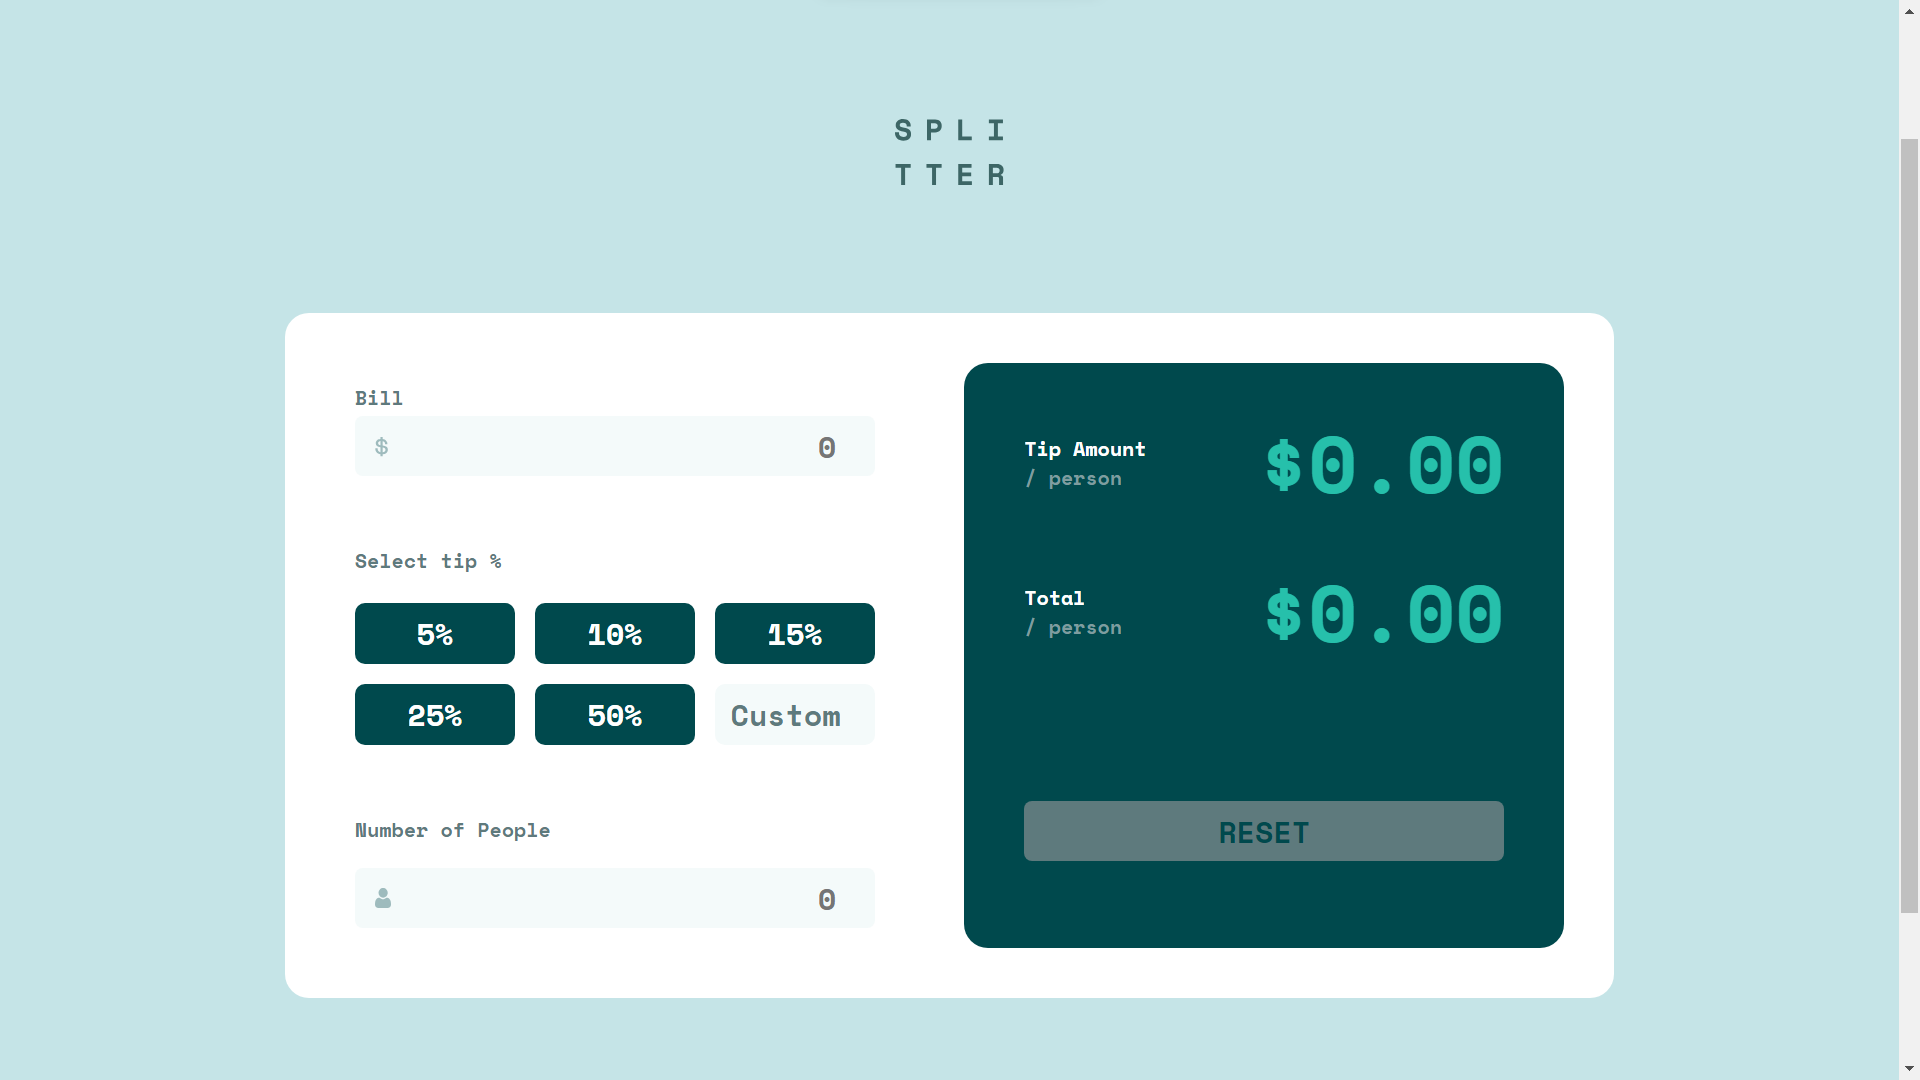 SPLI
TTER
Bill
$ 0
Select tip %
5% 10% 15%
25% 50% Custom
Number of People
0
Tip Amount
/ person
$0.00
Total
/ person
$0.00
RESET